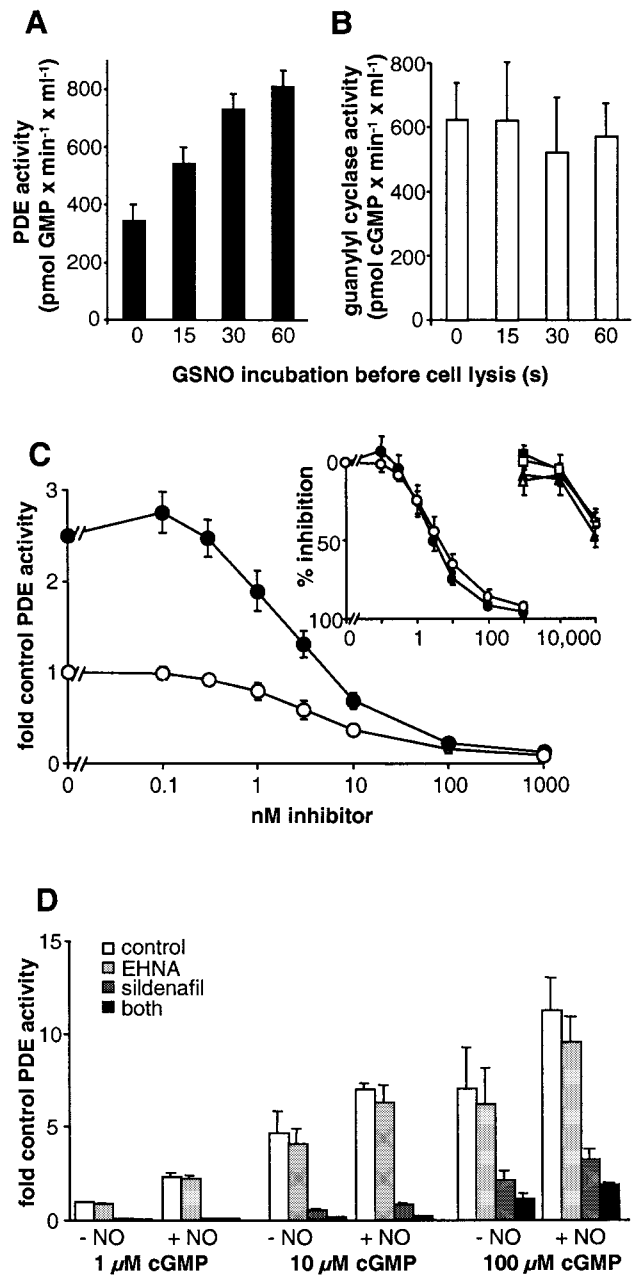 A
PDE activity
(pmol GMP x min⁻¹ x ml⁻¹)
800
600
400
200
0
0 15 30 60
B
guanylyl cyclase activity
(pmol cGMP x min⁻¹ x ml⁻¹)
800
600
400
200
0
0 15 30 60
GSNO incubation before cell lysis (s)
C
fold control PDE activity
3
2
1
0
0 0.1 1 10 100 1000
nM inhibitor
% inhibition
0
50
100
0 1 100 10,000
D
fold control PDE activity
15
10
5
0
control
EHNA
sildenafil
both
- NO + NO - NO + NO - NO + NO
1 µM cGMP 10 µM cGMP 100 µM cGMP